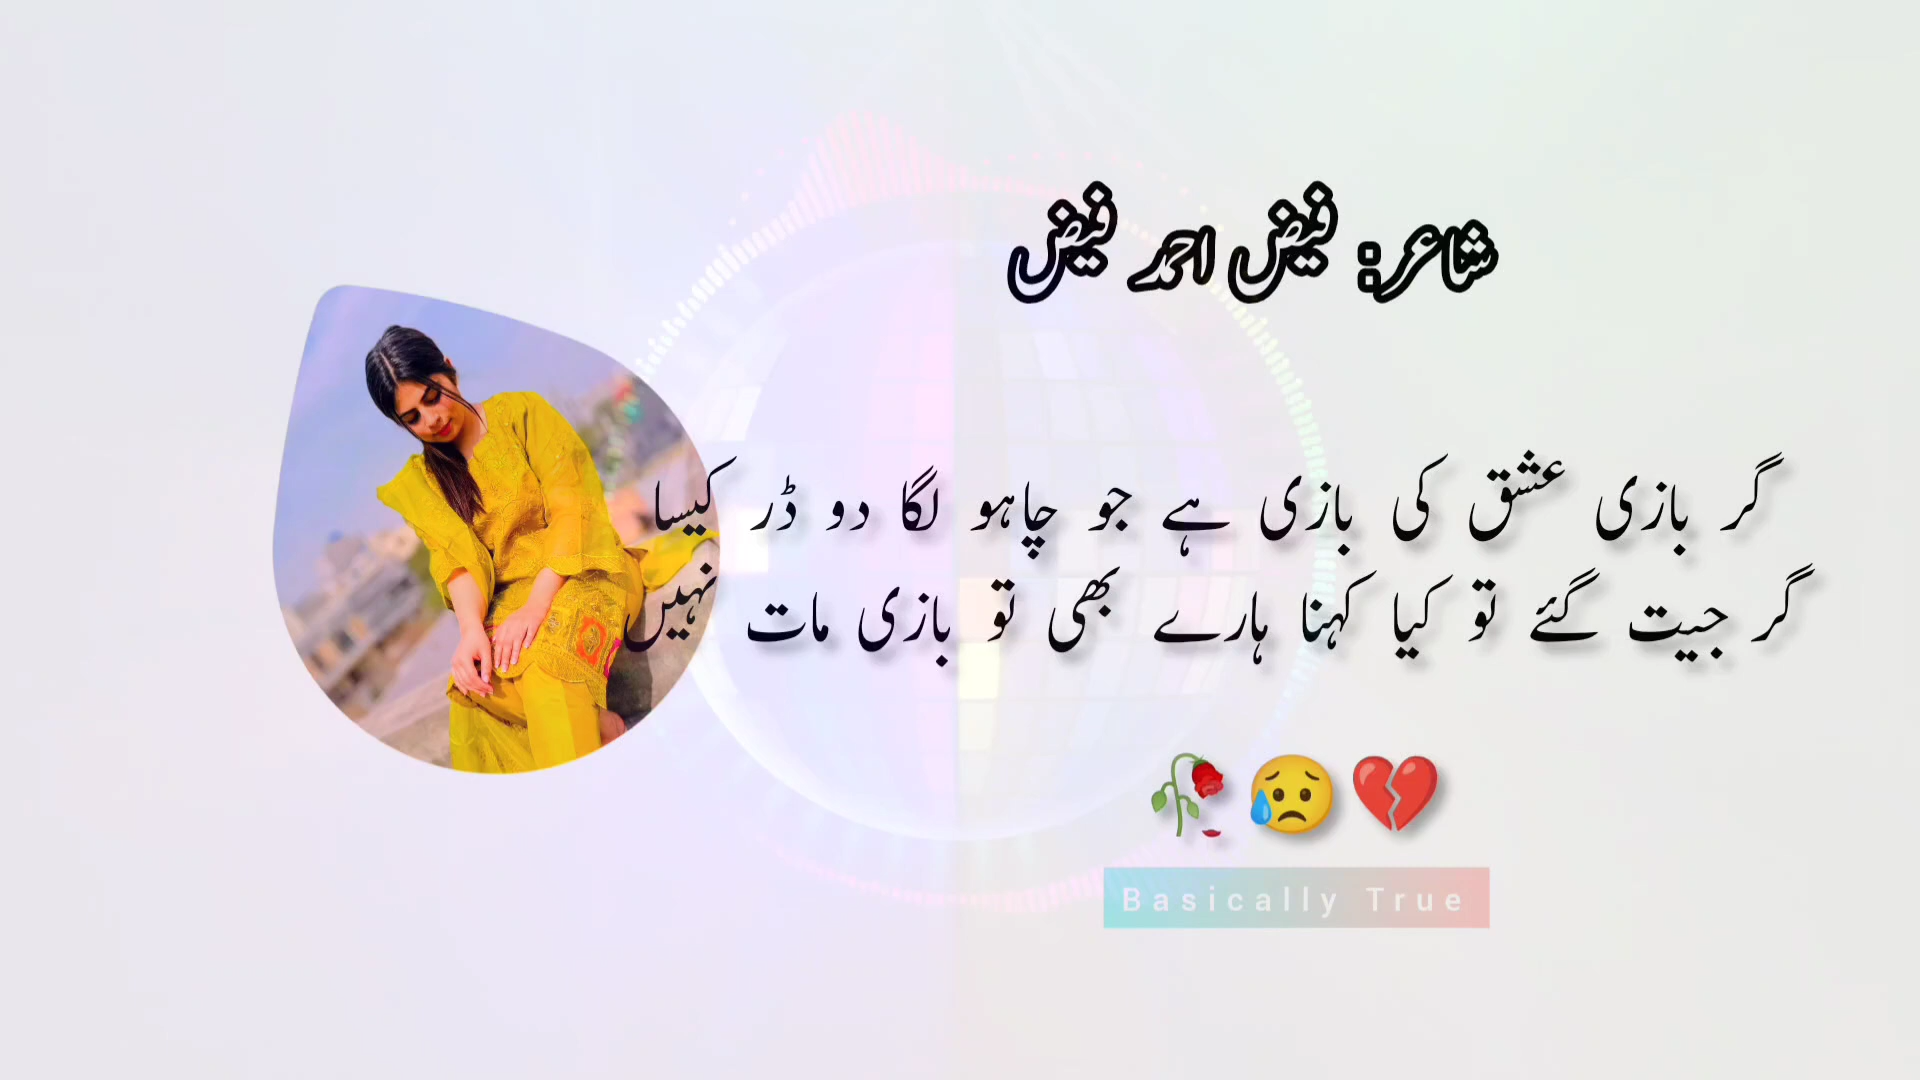 شاعر: فیض احمد فیض
گر بازی عشق کی بازی ہے جو چاہو لگا دو ڈر کیسا
گر جیت گئے تو کیا کہنا ہارے بھی تو بازی مات نہیں
🥀😥💔
Basically True